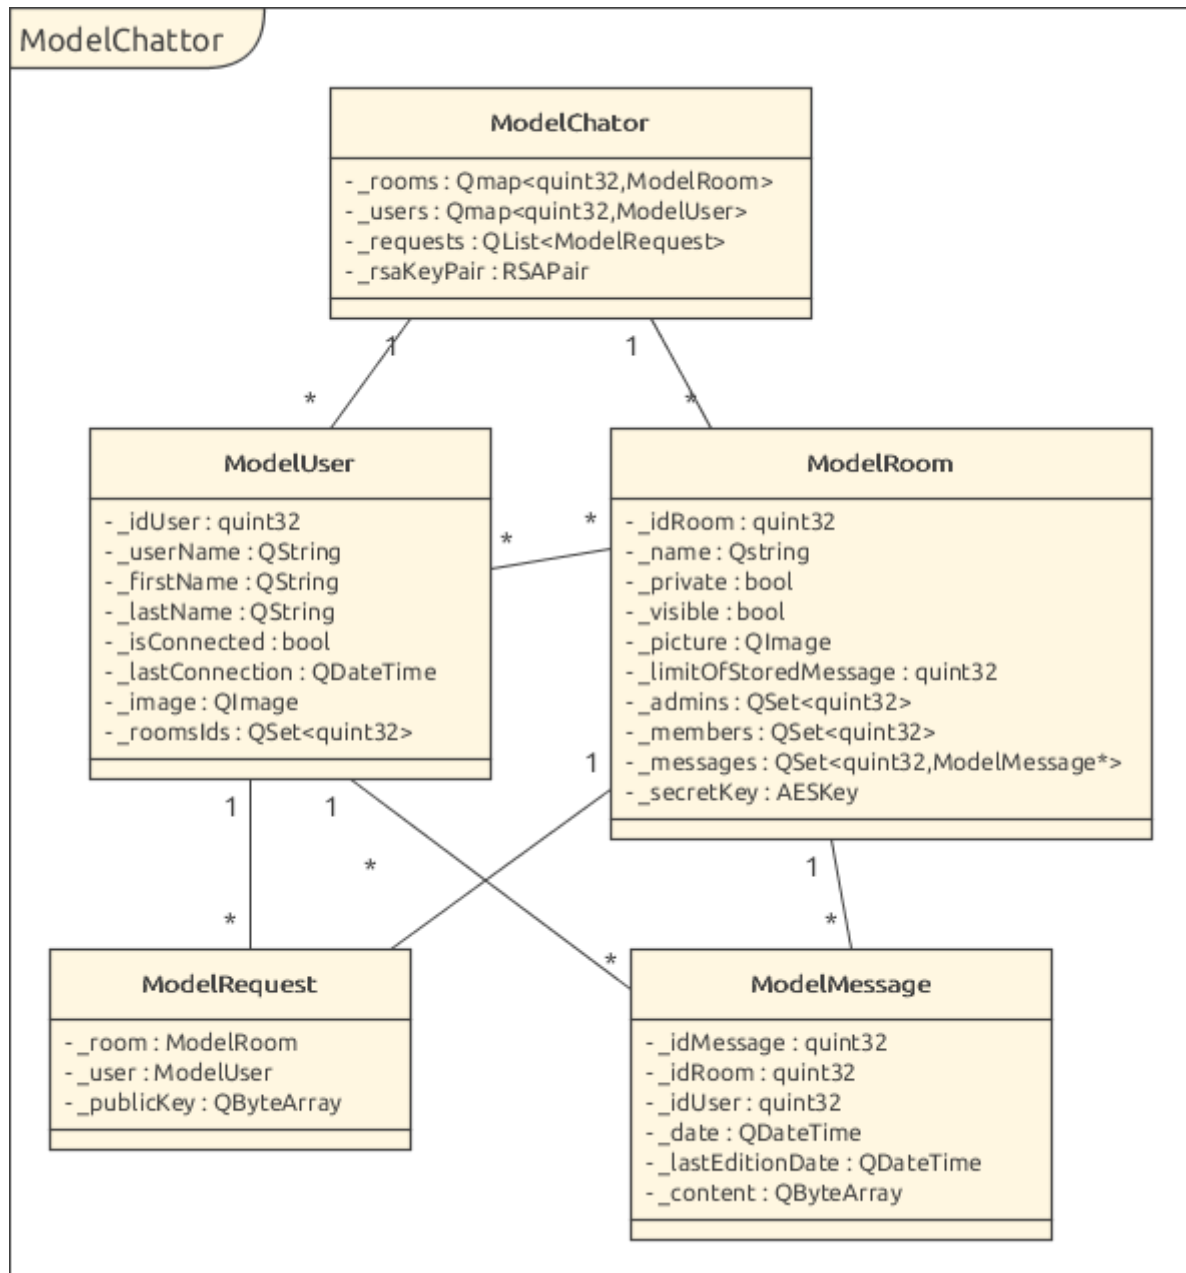 ModelChattor
ModelChator
- _rooms : Qmap<quint32,ModelRoom>
- _users : Qmap<quint32,ModelUser>
- _requests : QList<ModelRequest>
- _rsaKeyPair : RSAPair
1
1
*
*
ModelUser
- _idUser : quint32
- _userName : QString
- _firstName : QString
- _lastName : QString
- _isConnected : bool
- _lastConnection : QDateTime
- _image : QImage
- _roomsIds : QSet<quint32>
*
*
ModelRoom
- _idRoom : quint32
- _name : Qstring
- _private : bool
- _visible : bool
- _picture : QImage
- _limitOfStoredMessage : quint32
- _admins : QSet<quint32>
- _members : QSet<quint32>
- _messages : QSet<quint32,ModelMessage*>
- _secretKey : AESKey
1
1
1
*
1
*
*
*
ModelRequest
- _room : ModelRoom
- _user : ModelUser
- _publicKey : QByteArray
ModelMessage
- _idMessage : quint32
- _idRoom : quint32
- _idUser : quint32
- _date : QDateTime
- _lastEditionDate : QDateTime
- _content : QByteArray